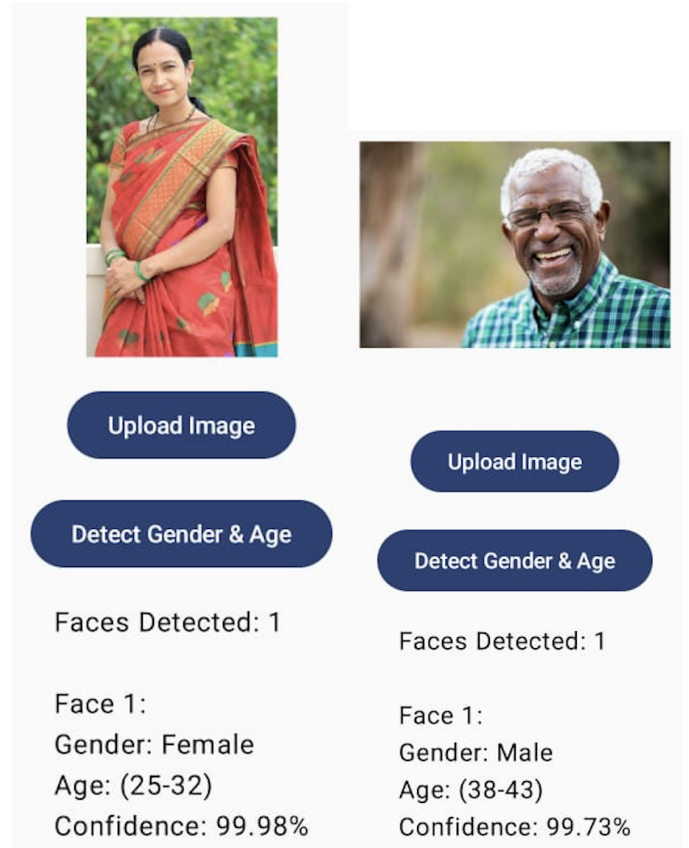 Upload Image
Detect Gender & Age
Faces Detected: 1
Face 1:
Gender: Female
Age: (25-32)
Confidence: 99.98%
Upload Image
Detect Gender & Age
Faces Detected: 1
Face 1:
Gender: Male
Age: (38-43)
Confidence: 99.73%